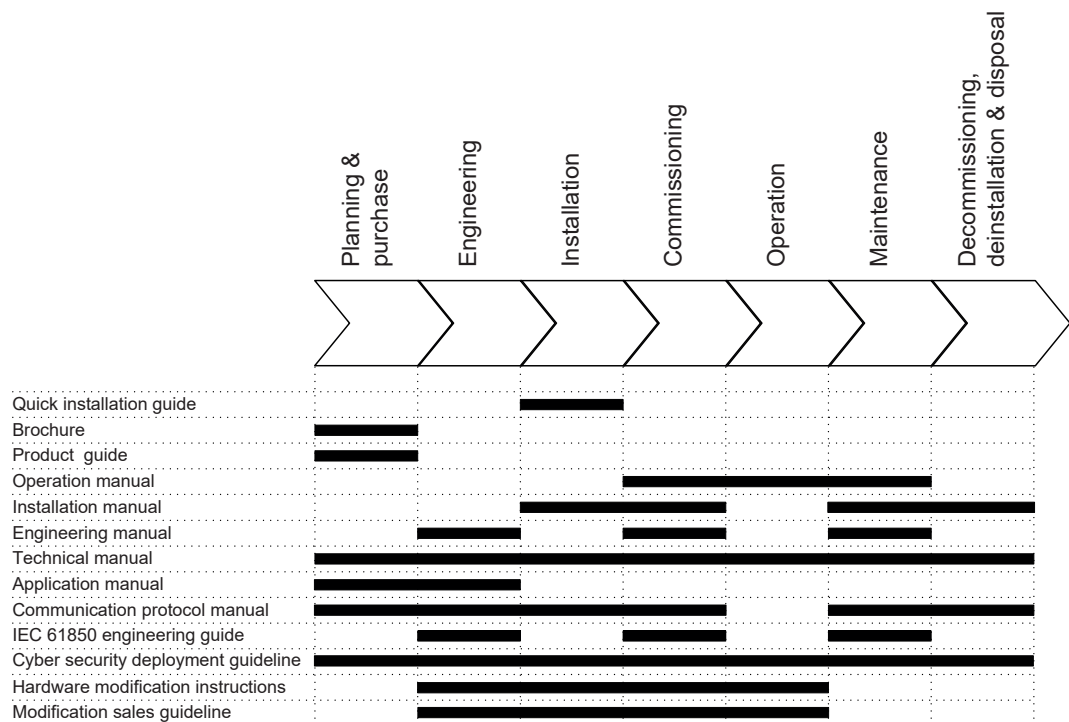 Planning &
purchase
Engineering
Installation
Commissioning
Operation
Maintenance
Decommissioning,
deinstallation & disposal
Quick installation guide
Brochure
Product guide
Operation manual
Installation manual
Engineering manual
Technical manual
Application manual
Communication protocol manual
IEC 61850 engineering guide
Cyber security deployment guideline
Hardware modification instructions
Modification sales guideline